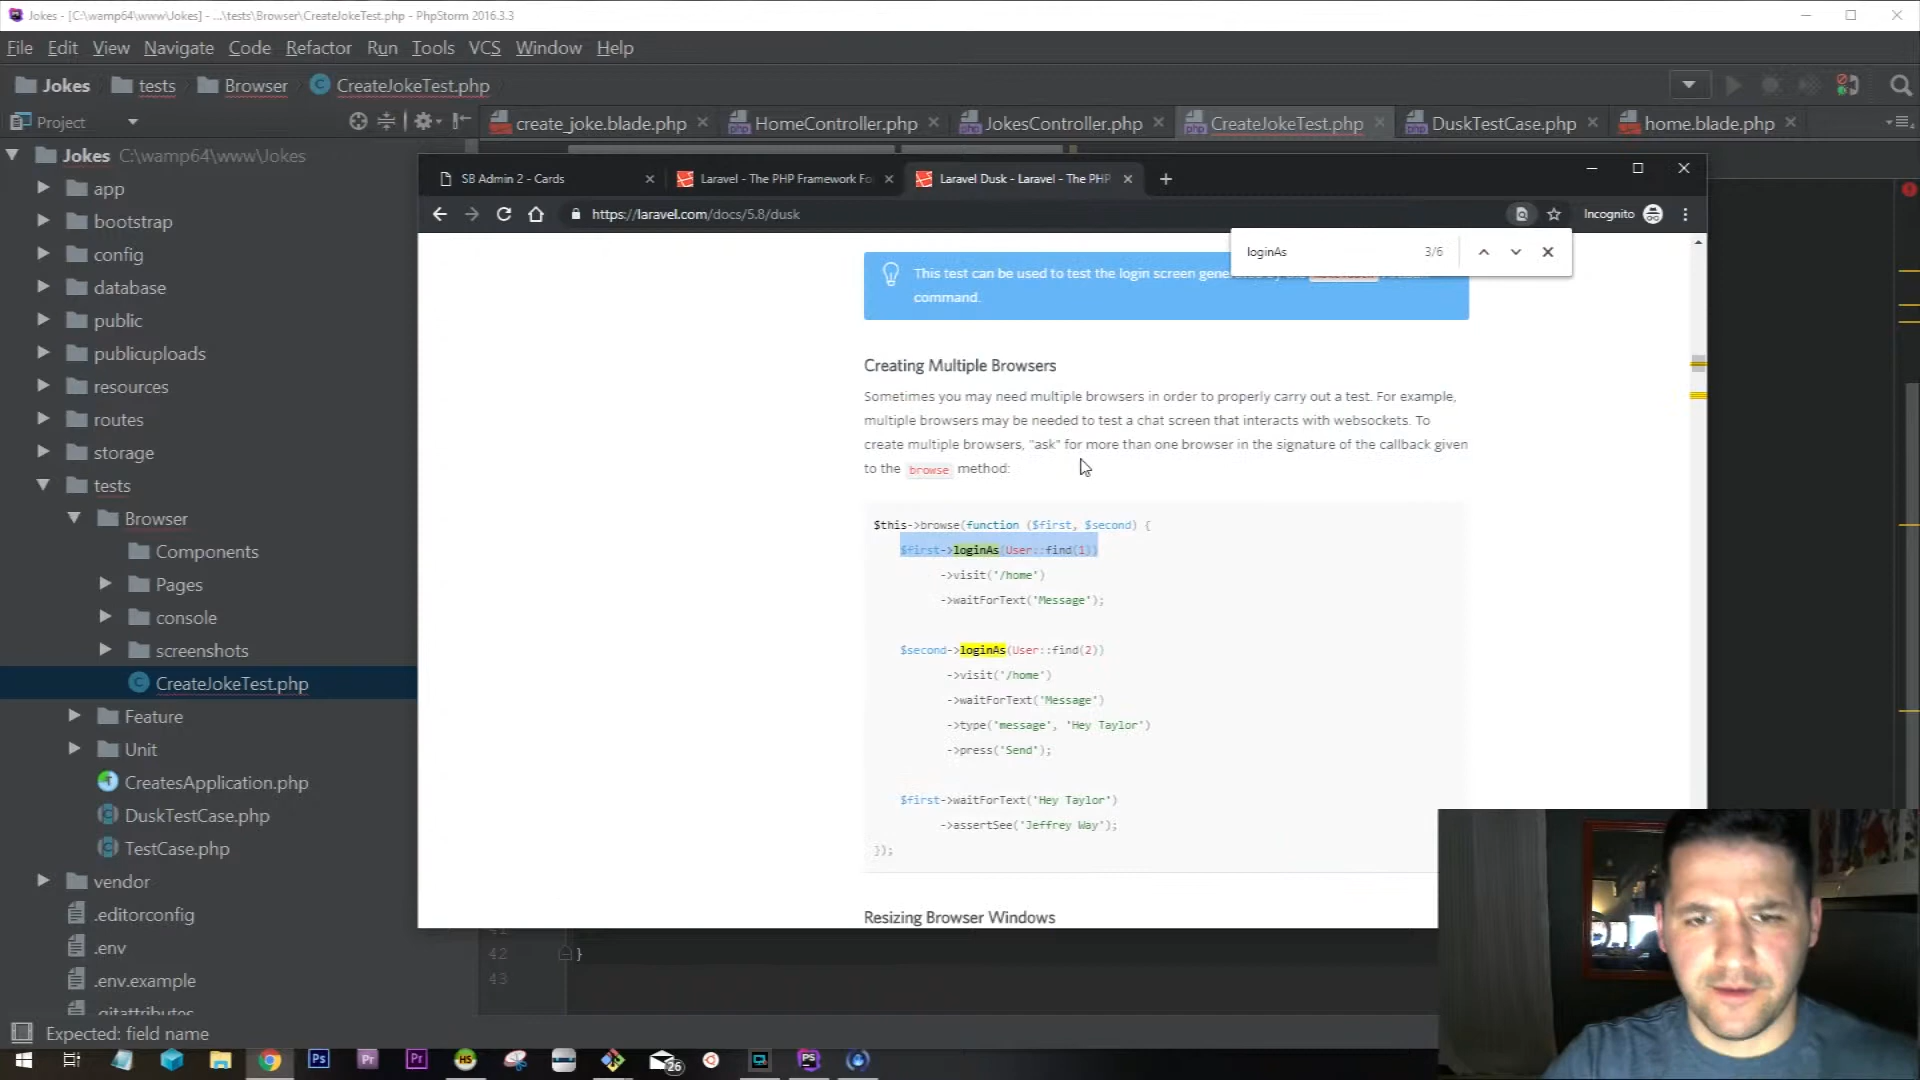 Jokes - [C:\wamp64\www\Jokes] - ...\tests\Browser\CreateJokeTest.php - PhpStorm 2016.3.3
File Edit View Navigate Code Refactor Run Tools VCS Window Help
Jokes tests Browser CreateJokeTest.php
Project
create_joke.blade.php HomeController.php JokesController.php CreateJokeTest.php DuskTestCase.php home.blade.php
Jokes C:\wamp64\www\Jokes
app
bootstrap
config
database
public
publicuploads
resources
routes
storage
tests
Browser
Components
Pages
console
screenshots
CreateJokeTest.php
Feature
Unit
CreatesApplication.php
DuskTestCase.php
TestCase.php
vendor
.editorconfig
.env
.env.example
.gitattributes
SB Admin 2 - Cards
Laravel - The PHP Framework Fo
Laravel Dusk - Laravel - The PHP
https://laravel.com/docs/5.8/dusk
Incognito
loginAs 3/6
This test can be used to test the login screen
command.
Creating Multiple Browsers
Sometimes you may need multiple browsers in order to properly carry out a test. For example,
multiple browsers may be needed to test a chat screen that interacts with websockets. To
create multiple browsers, "ask" for more than one browser in the signature of the callback given
to the browse method:
$this->browse(function ($first, $second) {
$first->loginAs(User::find(1))
->visit('/home')
->waitForText('Message');
$second->loginAs(User::find(2))
->visit('/home')
->waitForText('Message')
->type('message', 'Hey Taylor')
->press('Send');
$first->waitForText('Hey Taylor')
->assertSee('Jeffrey Way');
});
Resizing Browser Windows
42 }
43
Expected: field name
Ps
Pr
Pr
HS
26
PS